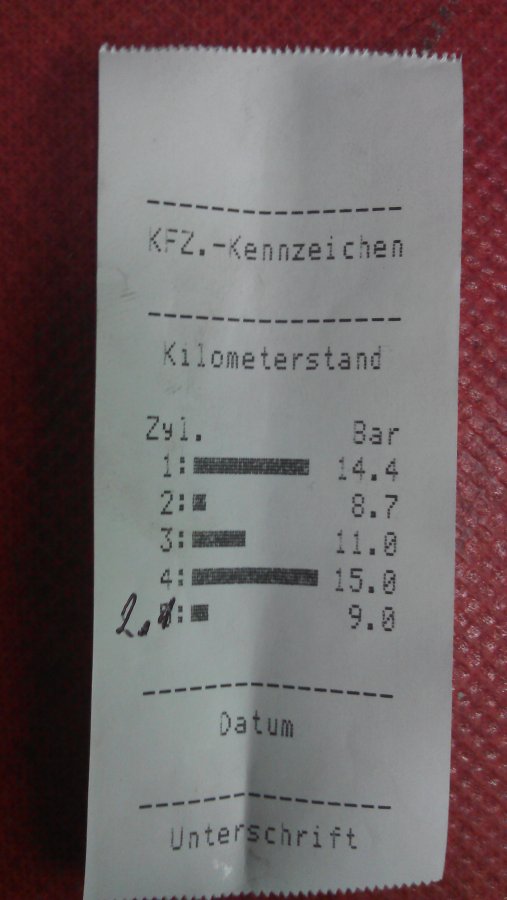 KFZ.-Kennzeichen
Kilometerstand
Zyl. Bar
1: 14.4
2: 8.7
3: 11.0
4: 15.0
2. : 9.0
Datum
Unterschrift